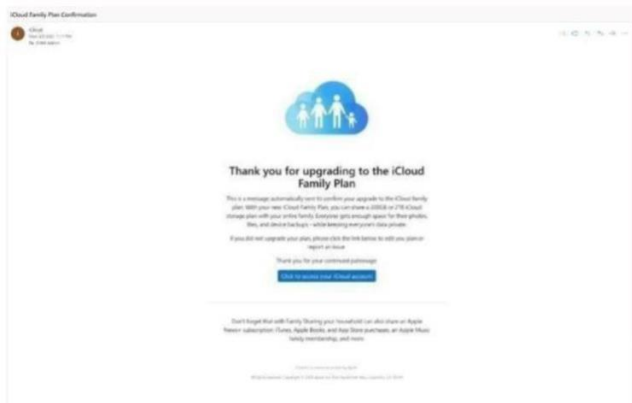 iCloud Family Plan Confirmation
iCloud
Thank you for upgrading to the iCloud
Family Plan
This is a message automatically sent to confirm your upgrade to the iCloud family
plan. With your new iCloud Family Plan, you can share a 200GB or 2TB iCloud
storage plan with your entire family. Everyone gets enough space for their photos,
files, and device backups - while keeping everyone's data private.
If you did not upgrade your plan, please click the link below to edit you plan or
report an issue
Thank you for your continued patronage
Click to access your iCloud account
Don't forget that with Family Sharing your household can also share an Apple
News+ subscription, iTunes, Apple Books, and App Store purchases, an Apple Music
family membership, and more.